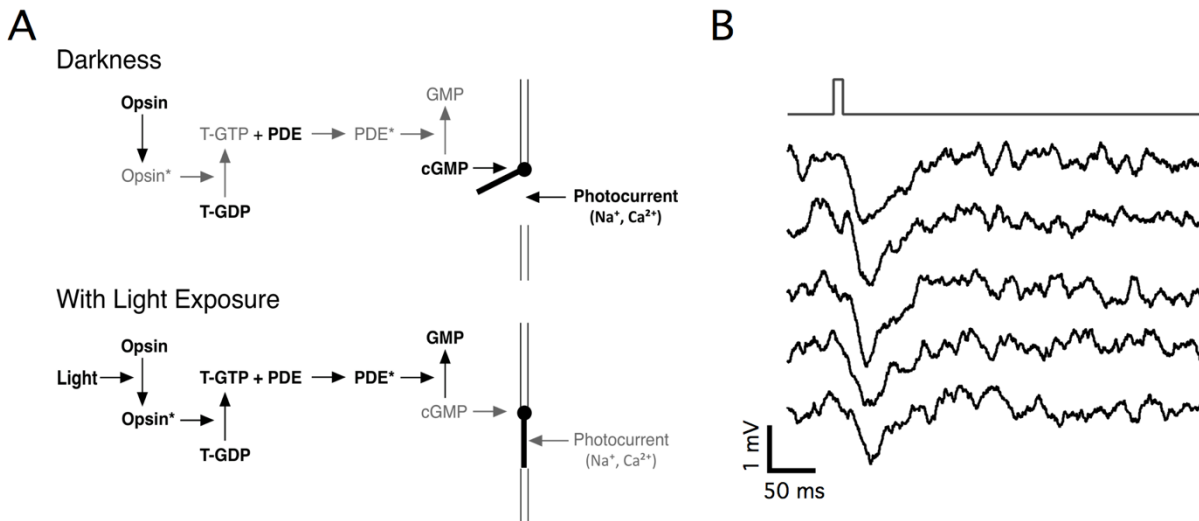 A
Darkness
Opsin
GMP
T-GTP + PDE
PDE*
Opsin*
cGMP
T-GDP
Photocurrent
(Na⁺, Ca²⁺)
With Light Exposure
Opsin
GMP
Light
T-GTP + PDE
PDE*
Opsin*
cGMP
T-GDP
Photocurrent
(Na⁺, Ca²⁺)
B
1 mV
50 ms